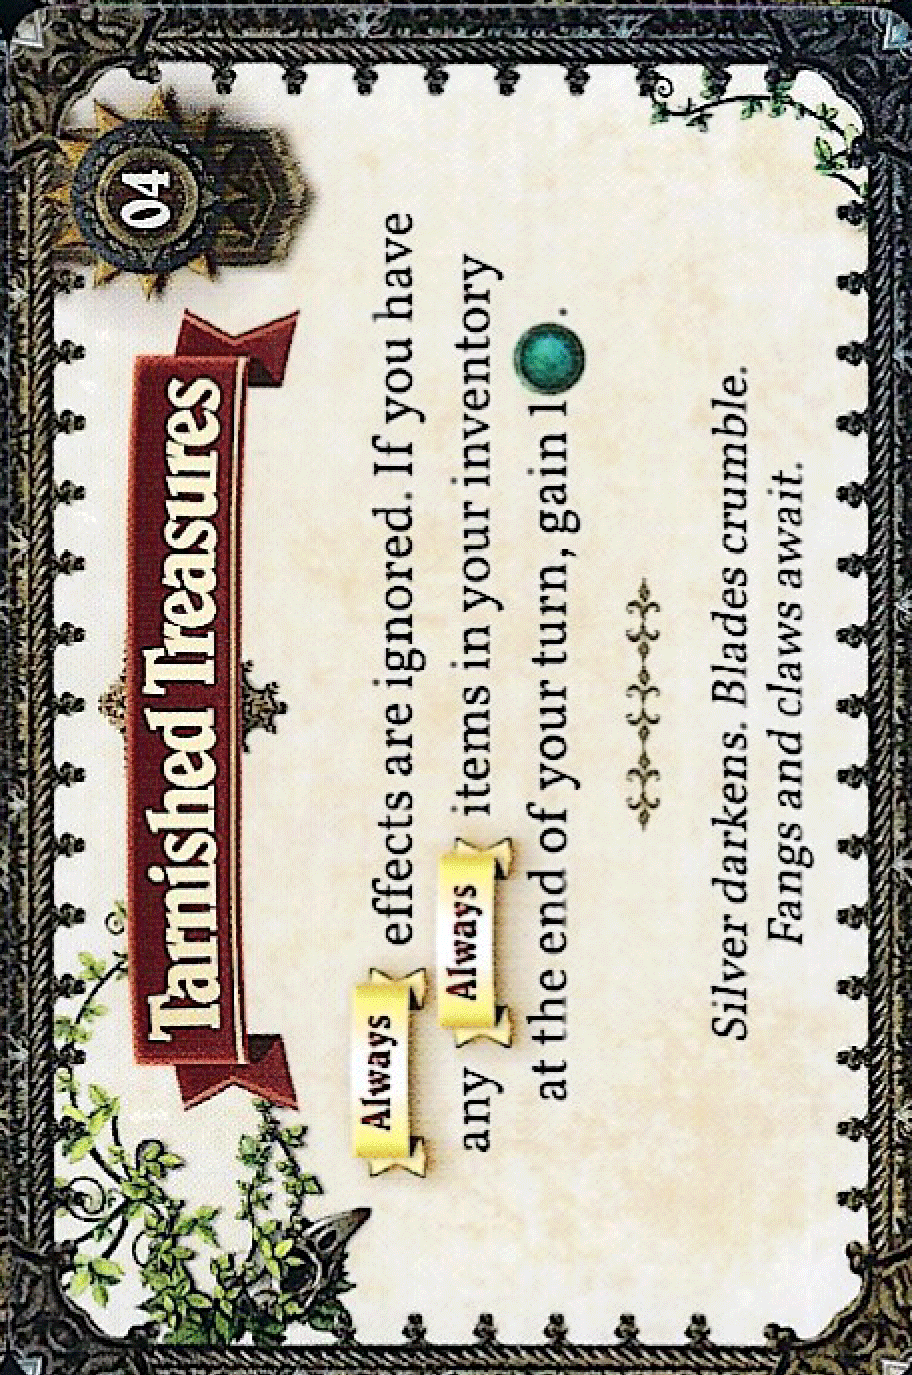 Tarnished Treasures
04
Always effects are ignored. If you have
any Always items in your inventory
at the end of your turn, gain 1 .
Silver darkens. Blades crumble.
Fangs and claws await.